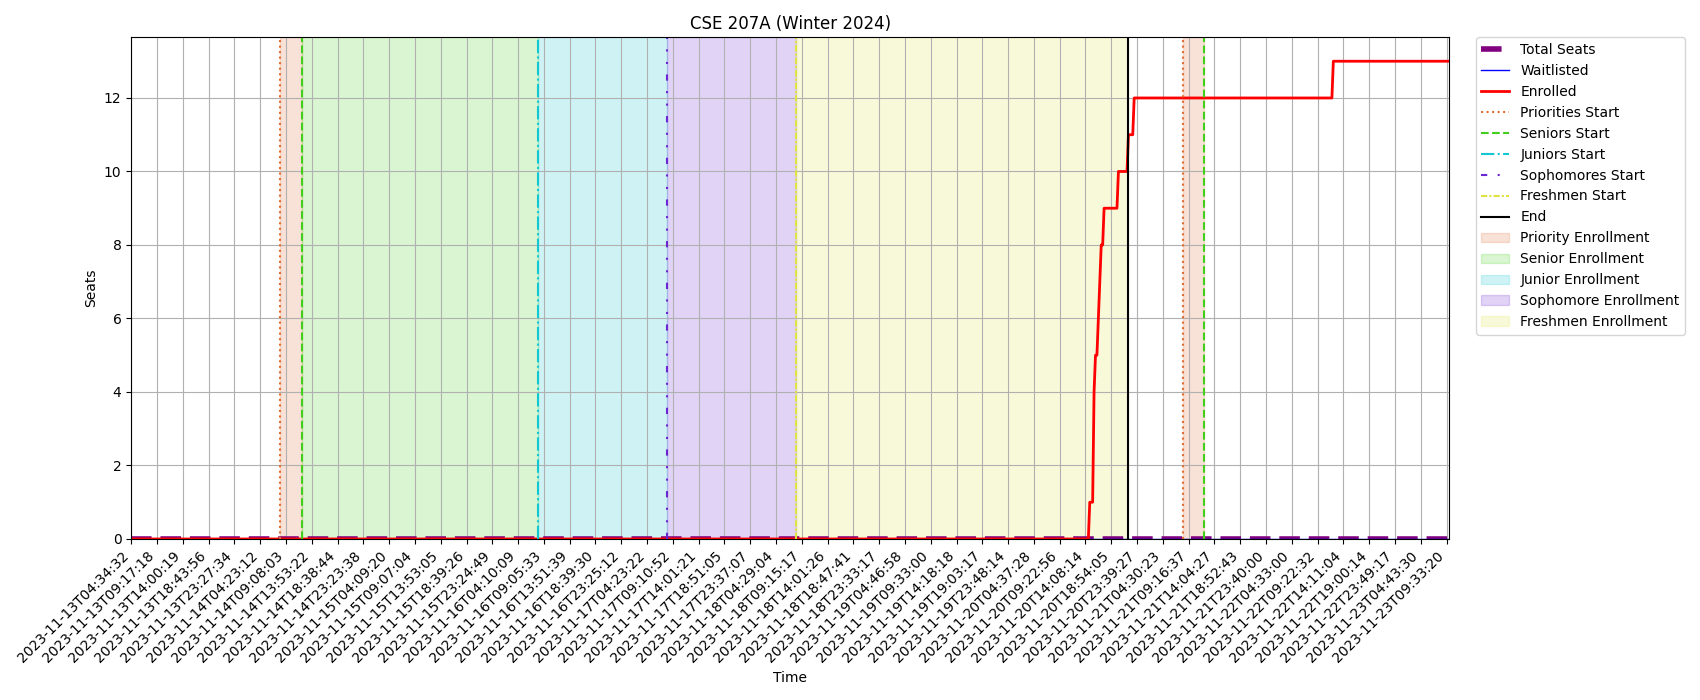 CSE 207A (Winter 2024)
Seats
12
10
8
6
4
2
0
2023-11-13T04:34:32
2023-11-13T09:17:18
2023-11-13T14:00:19
2023-11-13T18:43:56
2023-11-13T23:27:34
2023-11-14T04:23:12
2023-11-14T09:08:03
2023-11-14T13:53:22
2023-11-14T18:38:44
2023-11-14T23:23:38
2023-11-15T04:09:20
2023-11-15T09:07:04
2023-11-15T13:53:05
2023-11-15T18:39:26
2023-11-15T23:24:49
2023-11-16T04:10:09
2023-11-16T09:05:33
2023-11-16T13:51:39
2023-11-16T18:39:30
2023-11-16T23:25:12
2023-11-17T04:23:22
2023-11-17T09:10:52
2023-11-17T14:01:21
2023-11-17T18:51:05
2023-11-17T23:37:07
2023-11-18T04:29:04
2023-11-18T09:15:17
2023-11-18T14:01:26
2023-11-18T18:47:41
2023-11-18T23:33:17
2023-11-19T04:46:58
2023-11-19T09:33:00
2023-11-19T14:18:18
2023-11-19T19:03:17
2023-11-19T23:48:14
2023-11-20T04:37:28
2023-11-20T09:22:56
2023-11-20T14:08:14
2023-11-20T18:54:05
2023-11-20T23:39:27
2023-11-21T04:30:23
2023-11-21T09:16:37
2023-11-21T14:04:27
2023-11-21T18:52:43
2023-11-21T23:40:00
2023-11-22T04:33:00
2023-11-22T09:22:32
2023-11-22T14:11:04
2023-11-22T19:00:14
2023-11-22T23:49:17
2023-11-23T04:43:30
2023-11-23T09:33:20
Time
Total Seats
Waitlisted
Enrolled
Priorities Start
Seniors Start
Juniors Start
Sophomores Start
Freshmen Start
End
Priority Enrollment
Senior Enrollment
Junior Enrollment
Sophomore Enrollment
Freshmen Enrollment